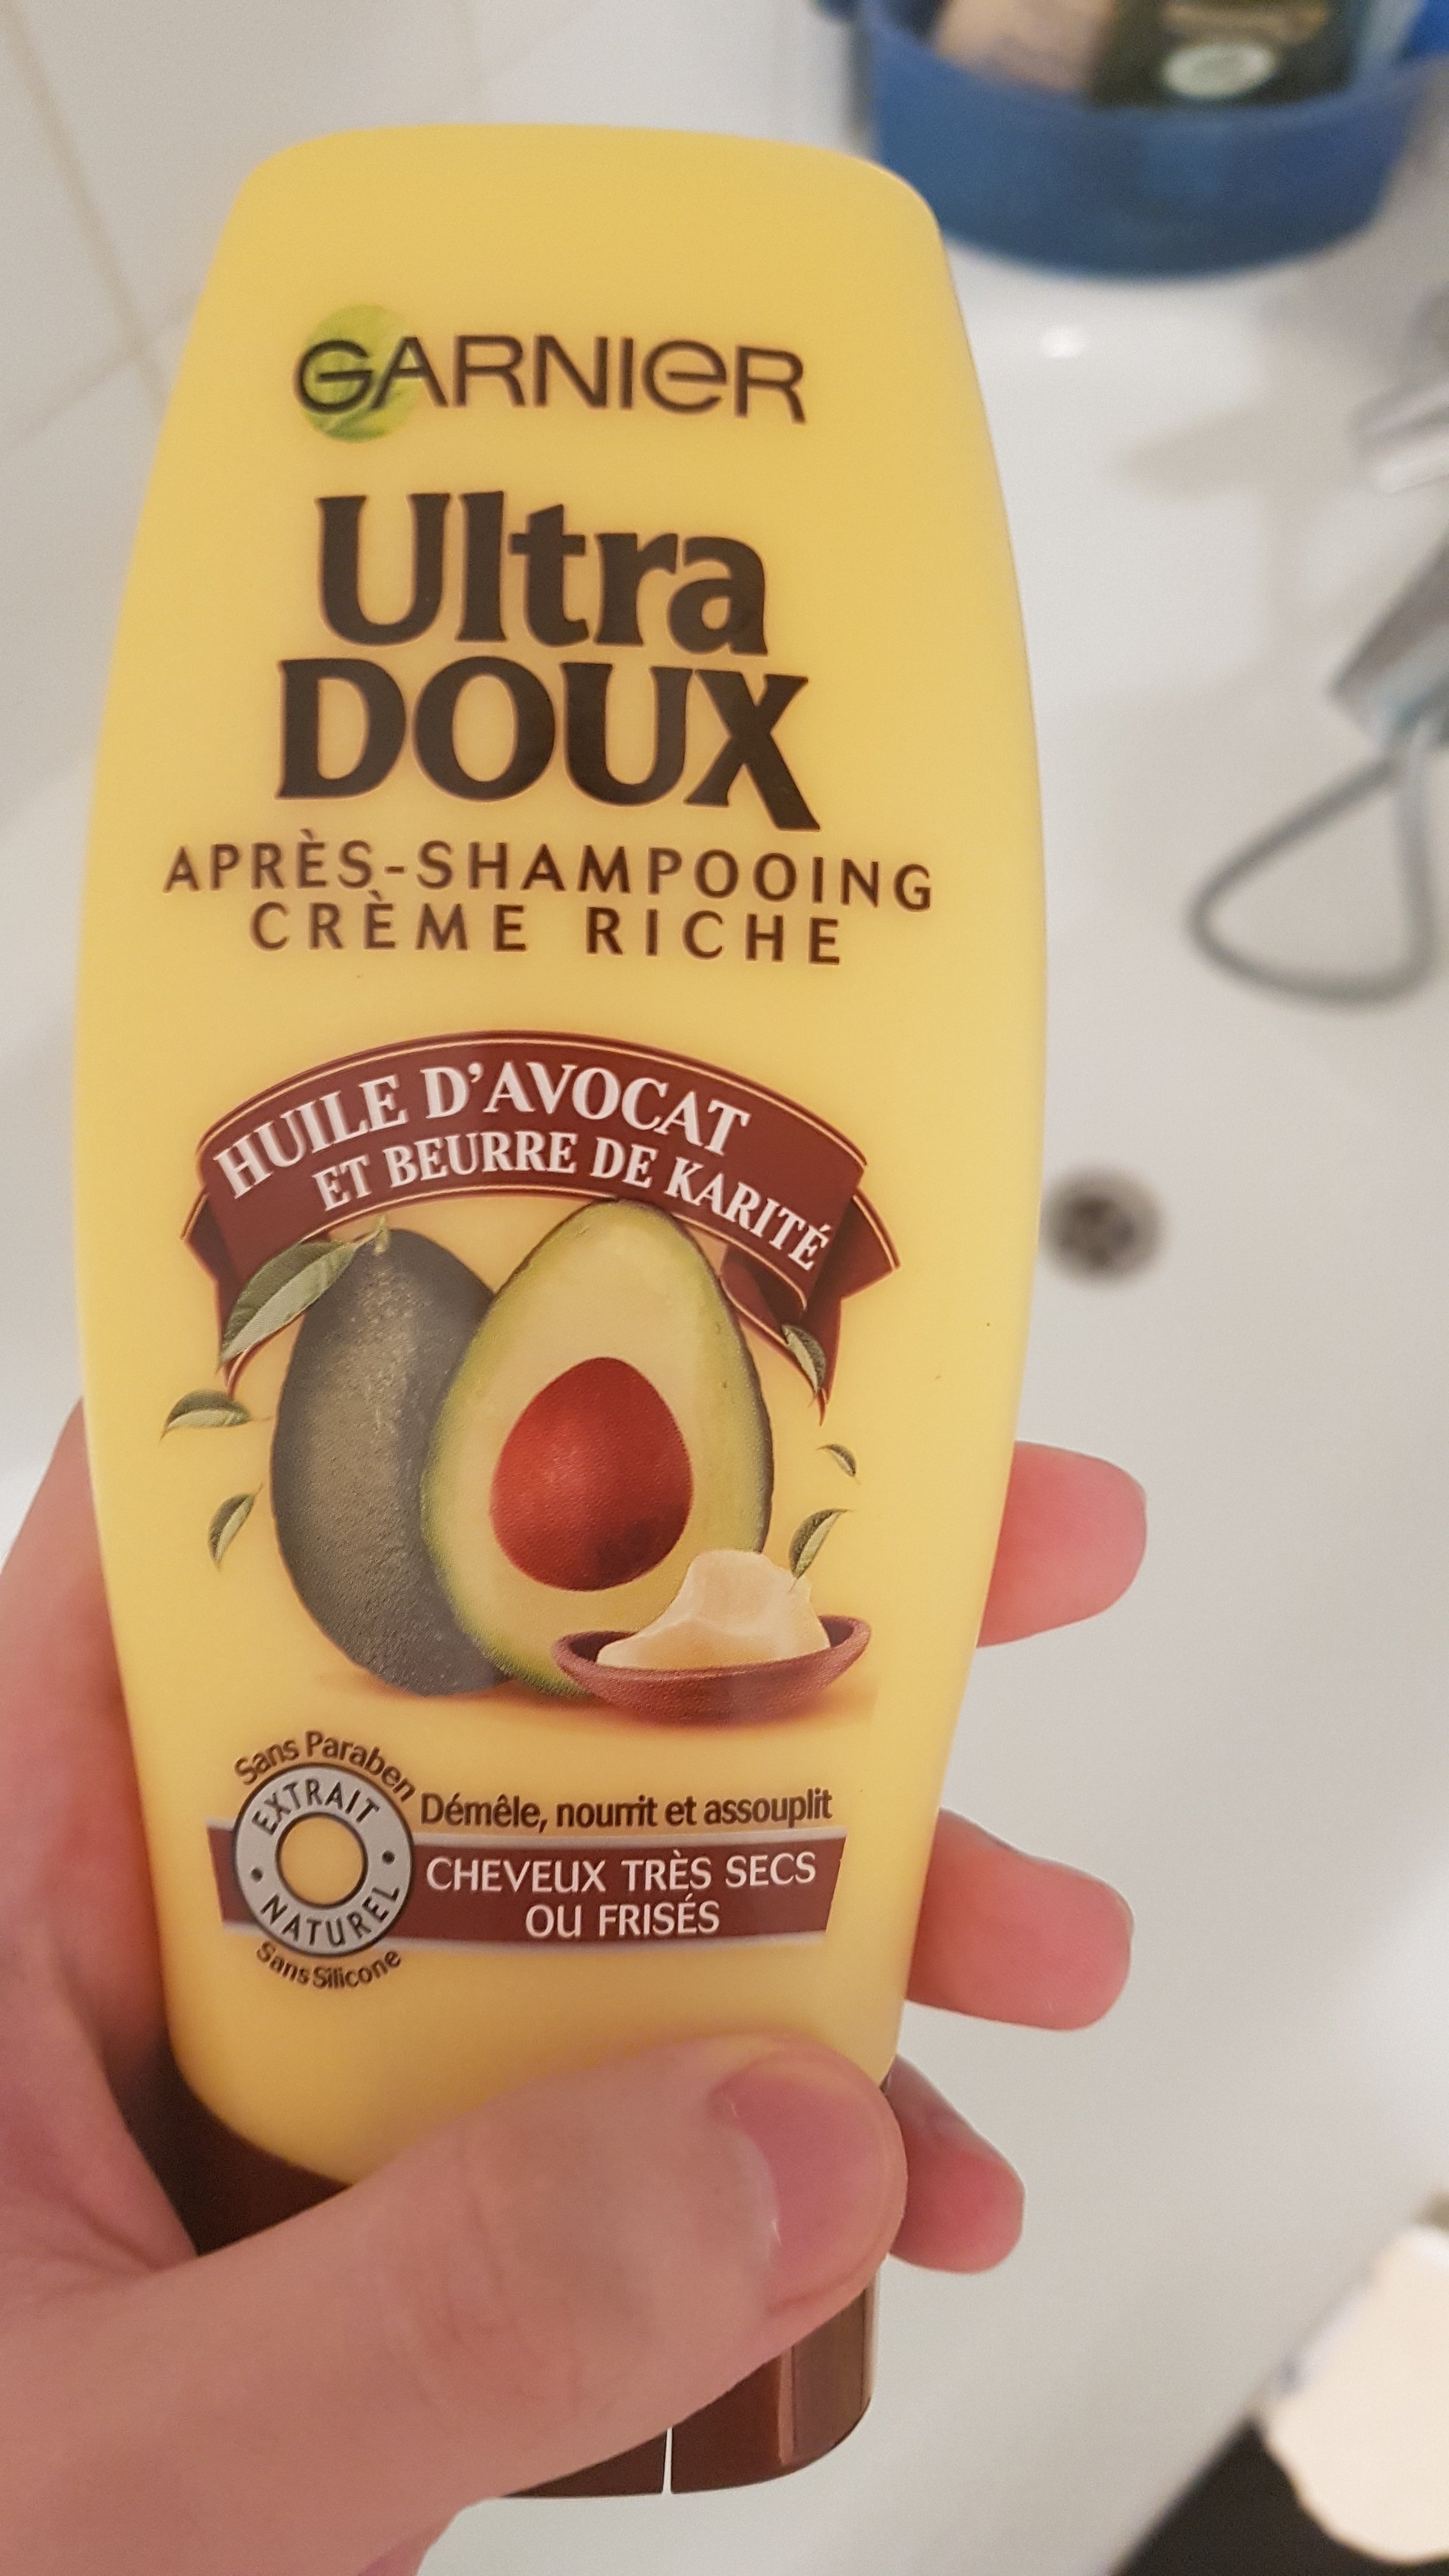 GARNIER
Ultra
DOUX
APRÈS-SHAMPOOING
CRÈME RICHE
HUILE D'AVOCAT
ET BEURRE DE KARITÉ
Sans Paraben
EXTRAIT
NATUREL
Sans Silicone
Démêle, nourrit et assouplit
CHEVEUX TRÈS SECS
OU FRISÉS